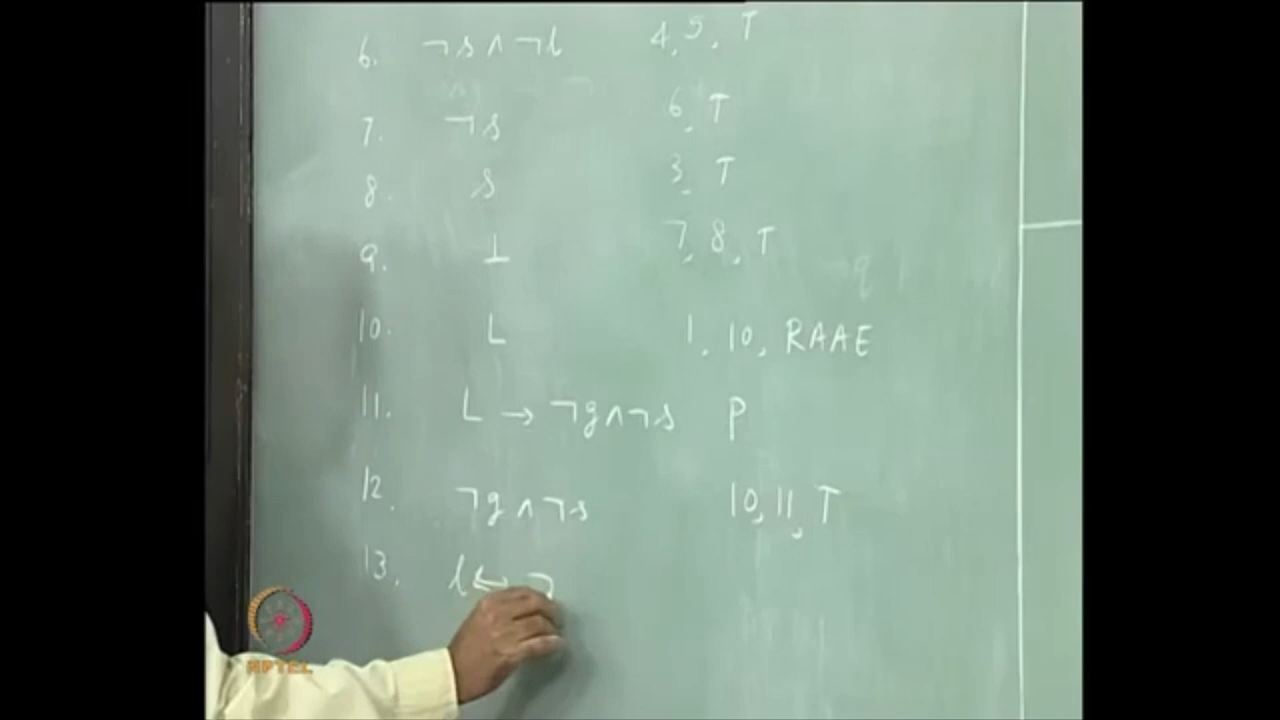 6. ¬s ∧ ¬l 4, 5, T
7. ¬s 6, T
8. s 3, T
9. ⊥ 7, 8, T
10. L 1, 10, RAAE
11. L → ¬g ∧ ¬s P
12. ¬g ∧ ¬s 10, 11, T
13. l ↔ ¬
NPTEL